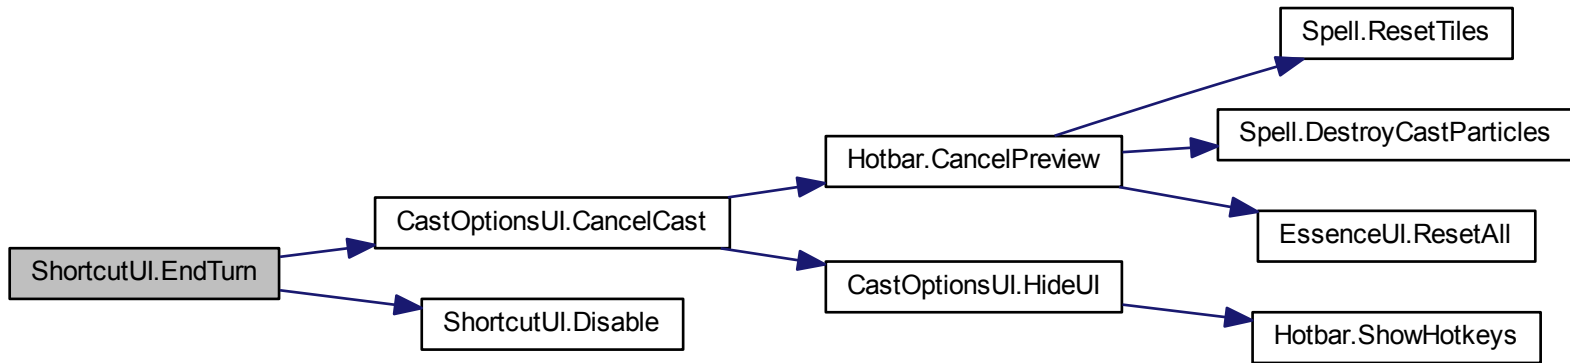 Spell.ResetTiles
Spell.DestroyCastParticles
Hotbar.CancelPreview
CastOptionsUI.CancelCast
EssenceUI.ResetAll
ShortcutUI.EndTurn
CastOptionsUI.HideUI
ShortcutUI.Disable
Hotbar.ShowHotkeys